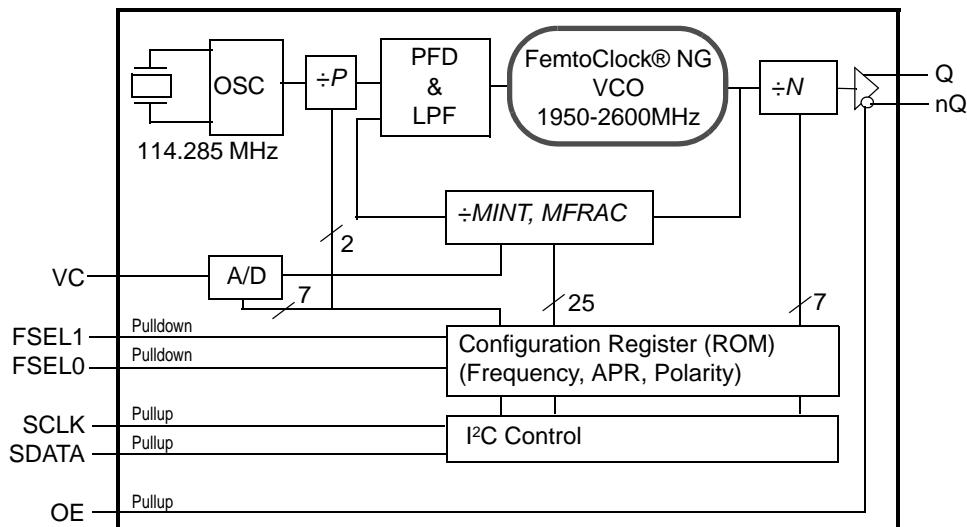 OSC
÷P
PFD
&
LPF
FemtoClock® NG
VCO
1950-2600MHz
÷N
Q
nQ
114.285 MHz
÷MINT, MFRAC
2
VC
A/D
7
25
7
FSEL1
Pulldown
FSEL0
Pulldown
Configuration Register (ROM)
(Frequency, APR, Polarity)
SCLK
Pullup
SDATA
Pullup
I²C Control
OE
Pullup